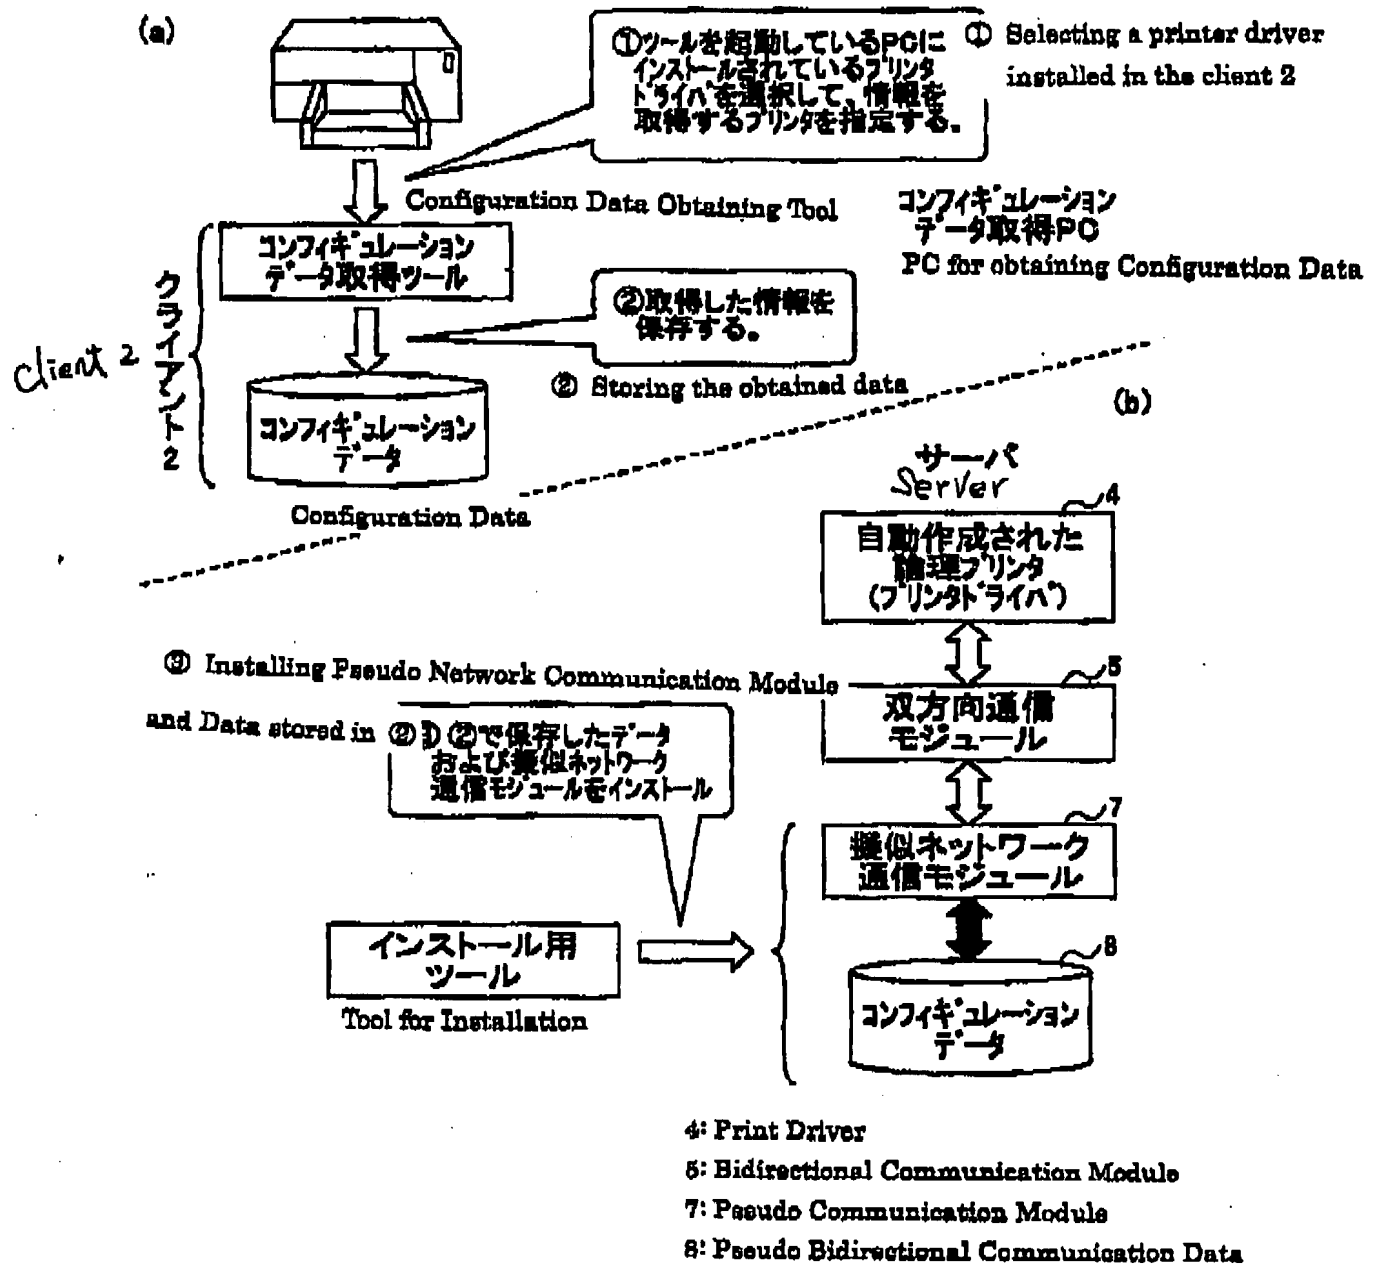 (a)
①ツールを起動しているPCに
インストールされているプリンタ
ドライバを選択して、情報を
取得するプリンタを指定する。
① Selecting a printer driver
installed in the client 2
Configuration Data Obtaining Tool
コンフィギュレーション
データ取得PC
PC for obtaining Configuration Data
コンフィギュレーション
データ取得ツール
クライアント2
Client 2
②取得した情報を
保存する。
② Storing the obtained data
コンフィギュレーション
データ
Configuration Data
(b)
サーバ
Server
4
自動作成された
論理プリンタ
(プリンタドライバ)
③ Installing Pseudo Network Communication Module
and Data stored in ②
②で保存したデータ
および擬似ネットワーク
通信モジュールをインストール
5
双方向通信
モジュール
7
擬似ネットワーク
通信モジュール
インストール用
ツール
Tool for Installation
8
コンフィギュレーション
データ
4: Print Driver
5: Bidirectional Communication Module
7: Pseudo Communication Module
8: Pseudo Bidirectional Communication Data